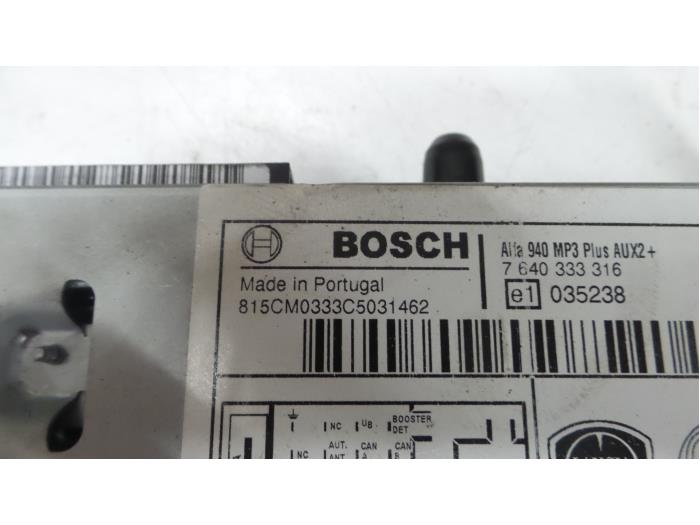 BOSCH
Alfa 940 MP3 Plus AUX2+
7 640 333 316
Made in Portugal
e1 035238
815CM0333C5031462
NC UB BOOSTER DET
NC AUT. ANT CAN A CAN B